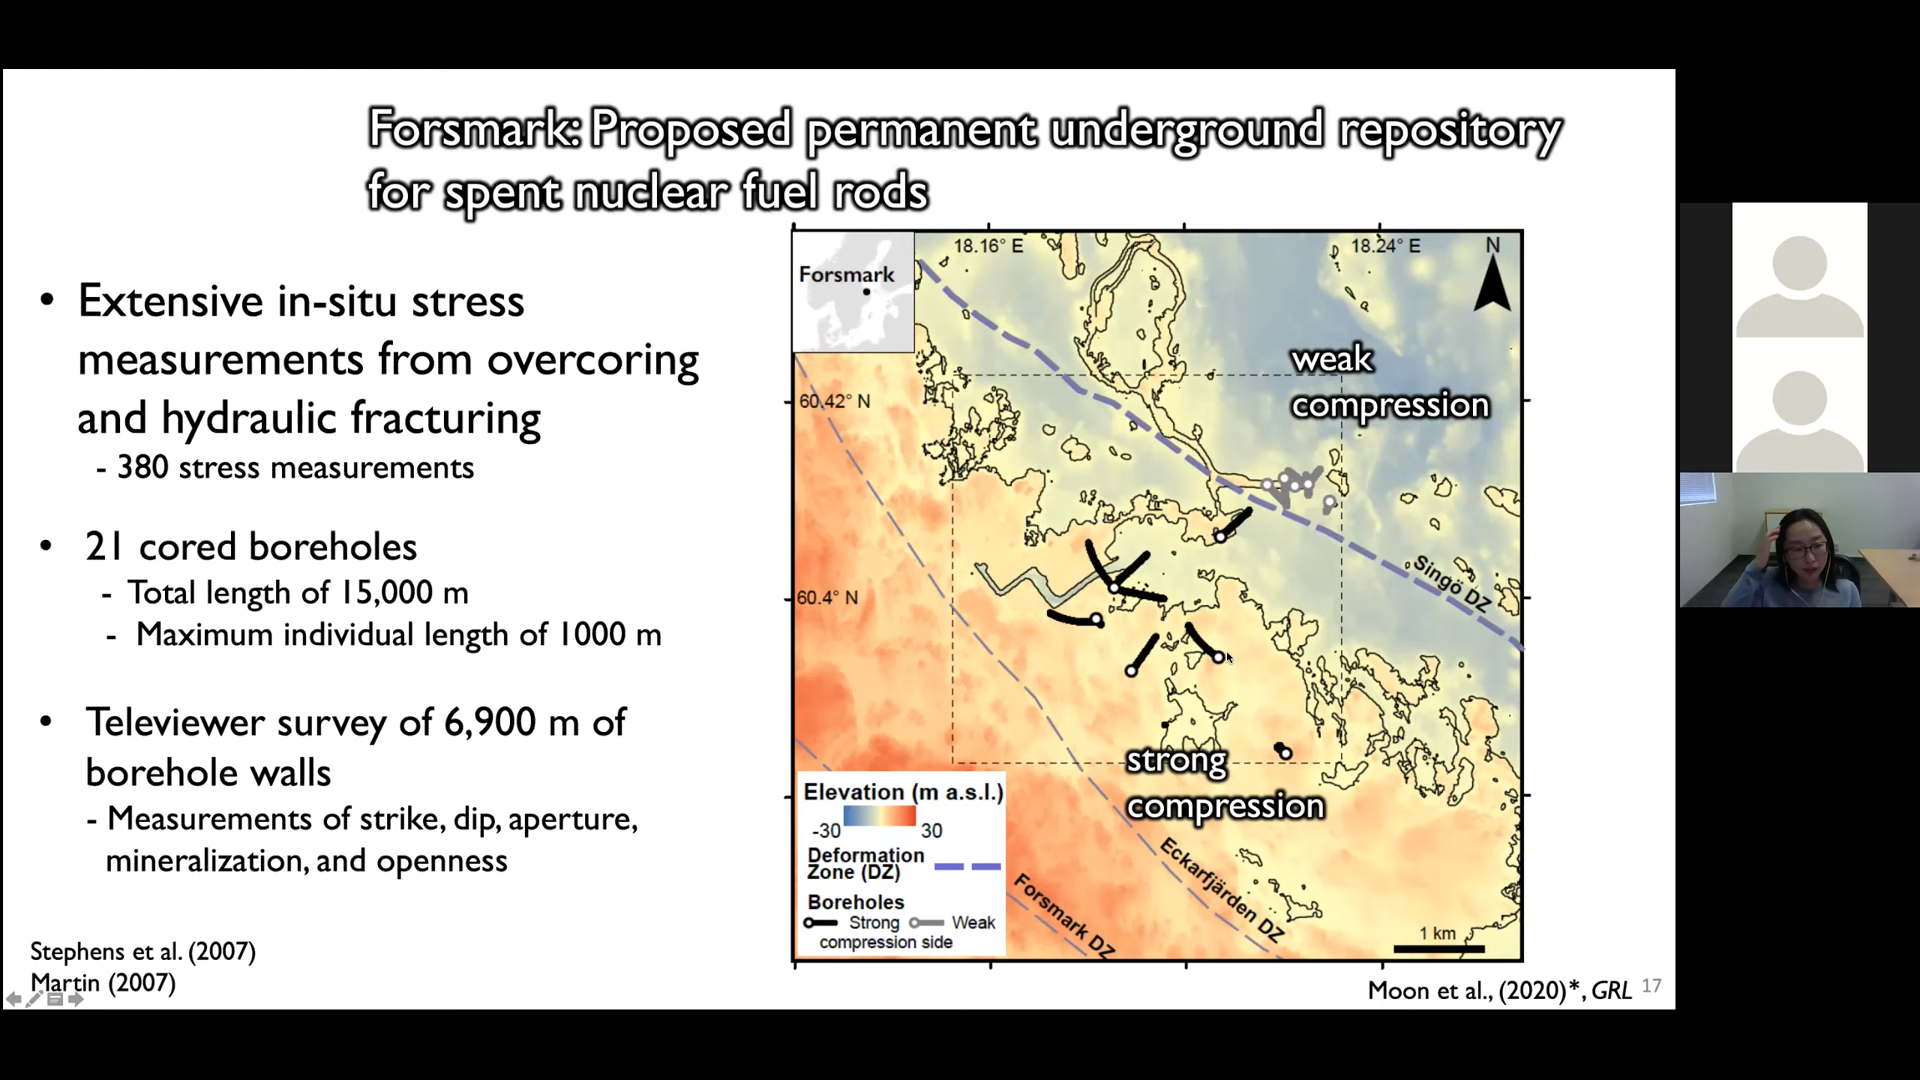 Forsmark: Proposed permanent underground repository
for spent nuclear fuel rods
• Extensive in-situ stress
measurements from overcoring
and hydraulic fracturing
- 380 stress measurements
• 21 cored boreholes
- Total length of 15,000 m
- Maximum individual length of 1000 m
• Televiewer survey of 6,900 m of
borehole walls
- Measurements of strike, dip, aperture,
mineralization, and openness
Stephens et al. (2007)
Martin (2007)
18.16° E
18.24° E
N
Forsmark
60.42° N
60.4° N
weak
compression
Singö DZ
strong
compression
Eckarfjärden DZ
Forsmark DZ
Elevation (m a.s.l.)
-30 30
Deformation
Zone (DZ)
Boreholes
Strong Weak
compression side
1 km
Moon et al., (2020)*, GRL
17